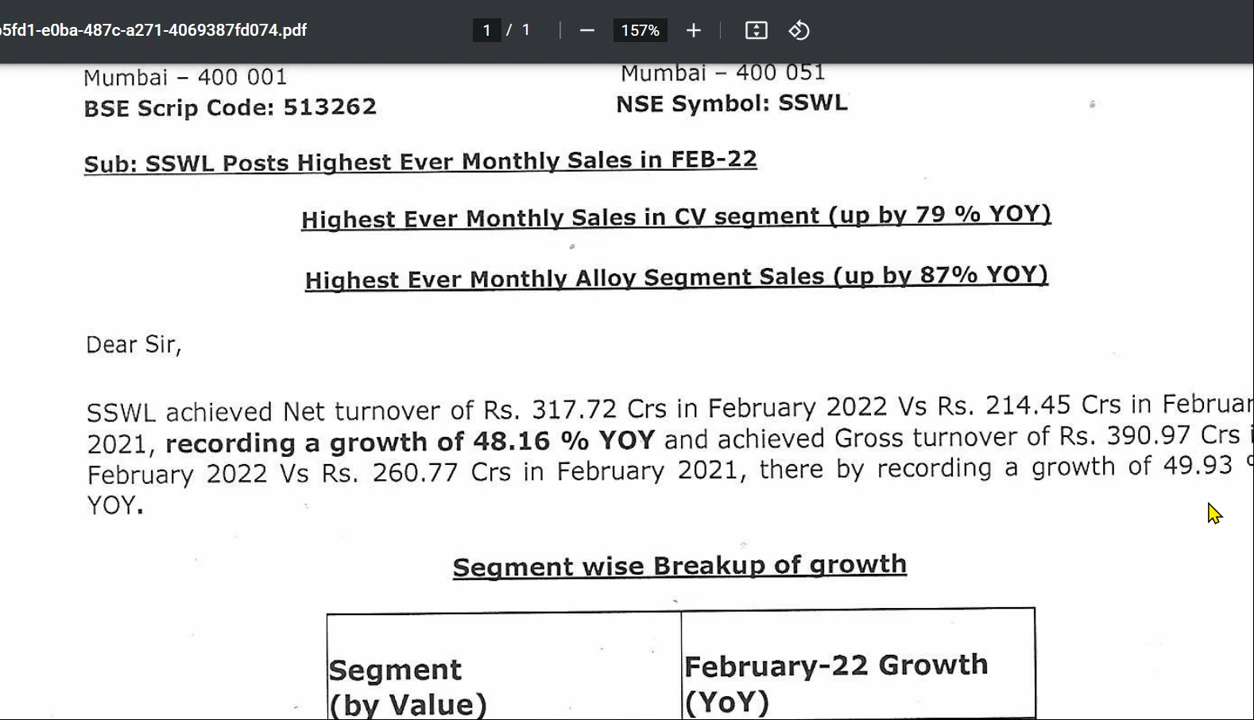 b5fd1-e0ba-487c-a271-4069387fd074.pdf 1 / 1 157%
Mumbai – 400 001 Mumbai – 400 051
BSE Scrip Code: 513262 NSE Symbol: SSWL
Sub: SSWL Posts Highest Ever Monthly Sales in FEB-22
Highest Ever Monthly Sales in CV segment (up by 79 % YOY)
Highest Ever Monthly Alloy Segment Sales (up by 87% YOY)
Dear Sir,
SSWL achieved Net turnover of Rs. 317.72 Crs in February 2022 Vs Rs. 214.45 Crs in Februar
2021, recording a growth of 48.16 % YOY and achieved Gross turnover of Rs. 390.97 Crs i
February 2022 Vs Rs. 260.77 Crs in February 2021, there by recording a growth of 49.93 %
YOY.
Segment wise Breakup of growth
Segment February-22 Growth
(by Value) (YoY)